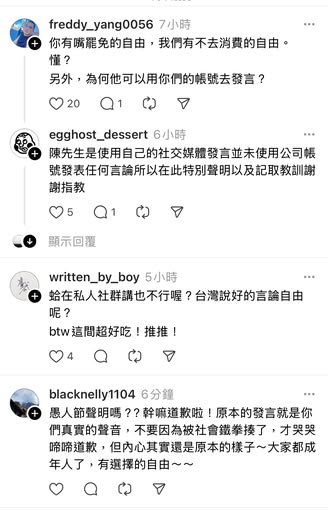 freddy_yang0056 7小時
你有嘴罷免的自由，我們有不去消費的自由。
懂？
另外，為何他可以用你們的帳號去發言？
20 1
egghost_dessert 6小時
陳先生是使用自己的社交媒體發言並未使用公司帳
號發表任何言論所以在此特別聲明以及記取教訓謝
謝指教
5 1
顯示回覆
written_by_boy 5小時
蛤在私人社群講也不行喔？台灣說好的言論自由
呢？
btw這間超好吃！推推！
4
blacknelly1104 6分鐘
愚人節聲明嗎？? 幹嘛道歉啦！原本的發言就是你
們真實的聲音，不要因為被社會鐵拳揍了，才哭哭
啼啼道歉，但內心其實還是原本的樣子～大家都成
年人了，有選擇的自由～～